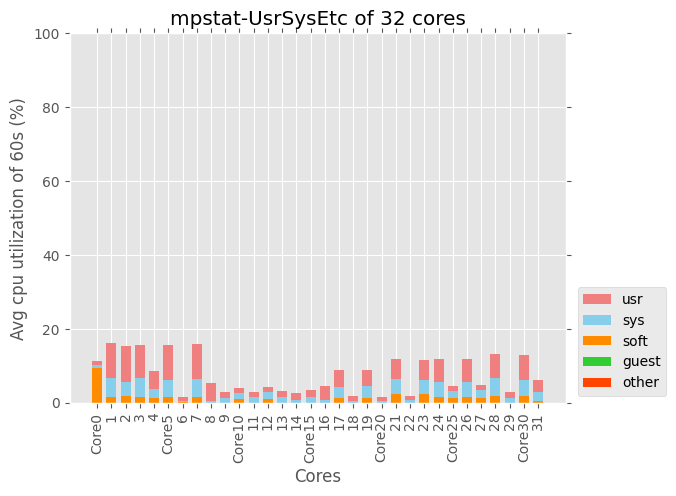 mpstat-UsrSysEtc of 32 cores
Avg cpu utilization of 60s (%)
100
80
60
40
20
0
Core0
1
2
3
4
Core5
6
7
8
9
Core10
11
12
13
14
Core15
16
17
18
19
Core20
21
22
23
24
Core25
26
27
28
29
Core30
31
Cores
usr
sys
soft
guest
other